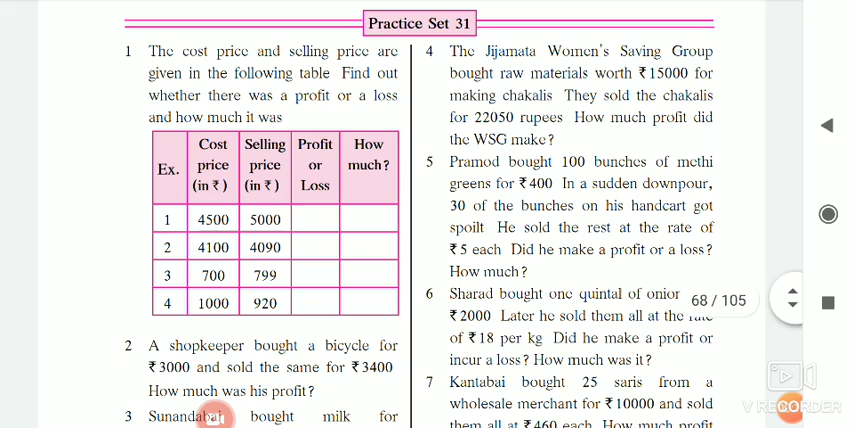 Practice Set 31
1 The cost price and selling price are
given in the following table Find out
whether there was a profit or a loss
and how much it was
Ex. Cost price (in ₹) Selling price (in ₹) Profit or Loss How much?
1 4500 5000
2 4100 4090
3 700 799
4 1000 920
2 A shopkeeper bought a bicycle for
₹3000 and sold the same for ₹3400
How much was his profit?
3 Sunandabai bought milk for
4 The Jijamata Women's Saving Group
bought raw materials worth ₹15000 for
making chakalis They sold the chakalis
for 22050 rupees How much profit did
the WSG make?
5 Pramod bought 100 bunches of methi
greens for ₹400 In a sudden downpour,
30 of the bunches on his handcart got
spoilt He sold the rest at the rate of
₹5 each Did he make a profit or a loss?
How much?
6 Sharad bought one quintal of
₹2000 Later he sold them all at the
of ₹18 per kg Did he make a profit or
incur a loss? How much was it?
7 Kantabai bought 25 saris from a
wholesale merchant for ₹10000 and sold
them all at ₹460 each How much profit
68 / 105
V RECORDER